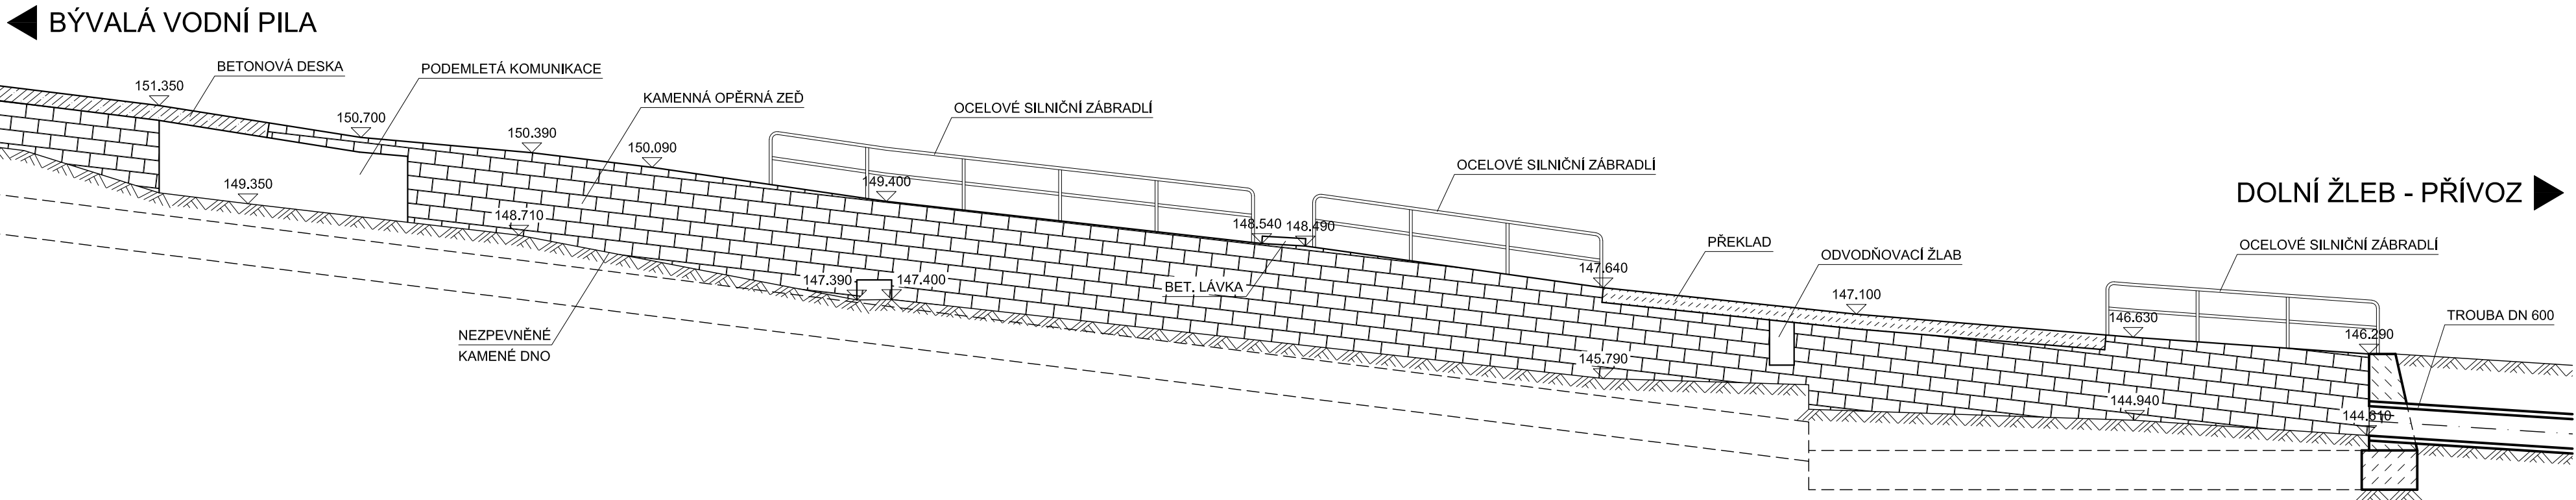 BÝVALÁ VODNÍ PILA
BETONOVÁ DESKA
PODEMLETÁ KOMUNIKACE
151.350
KAMENNÁ OPĚRNÁ ZEĎ
OCELOVÉ SILNIČNÍ ZÁBRADLÍ
150.700
150.390
150.090
OCELOVÉ SILNIČNÍ ZÁBRADLÍ
149.350
149.400
DOLNÍ ŽLEB - PŘÍVOZ
148.710
148.540
148.490
PŘEKLAD
OCELOVÉ SILNIČNÍ ZÁBRADLÍ
ODVODŇOVACÍ ŽLAB
147.640
147.390
147.400
BET. LÁVKA
147.100
146.630
TROUBA DN 600
NEZPEVNĚNÉ
KAMENÉ DNO
146.290
145.790
144.940
144.610